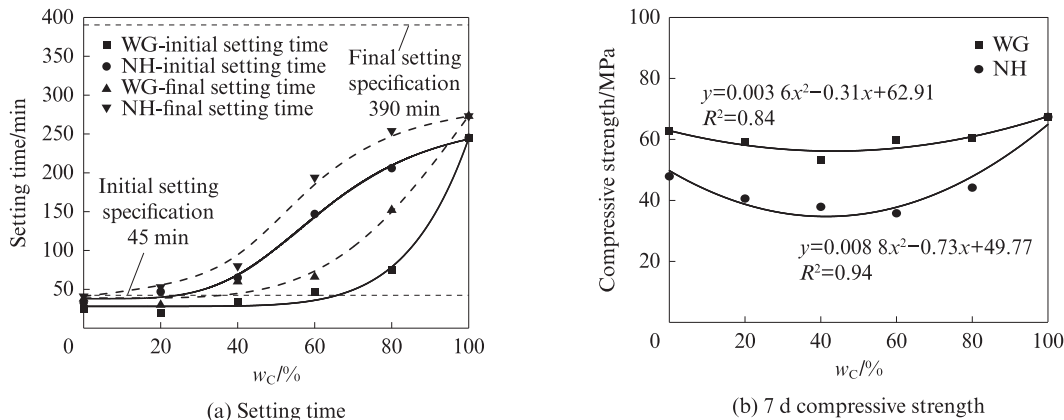 400
350
300
250
200
150
100
50
0
20
40
60
80
100
Setting time/min
w_C/%
WG-initial setting time
NH-initial setting time
WG-final setting time
NH-final setting time
Final setting
specification
390 min
Initial setting
specification
45 min
(a) Setting time
100
80
60
40
20
0
20
40
60
80
100
Compressive strength/MPa
w_C/%
WG
NH
y=0.003 6x²−0.31x+62.91
R²=0.84
y=0.008 8x²−0.73x+49.77
R²=0.94
(b) 7 d compressive strength